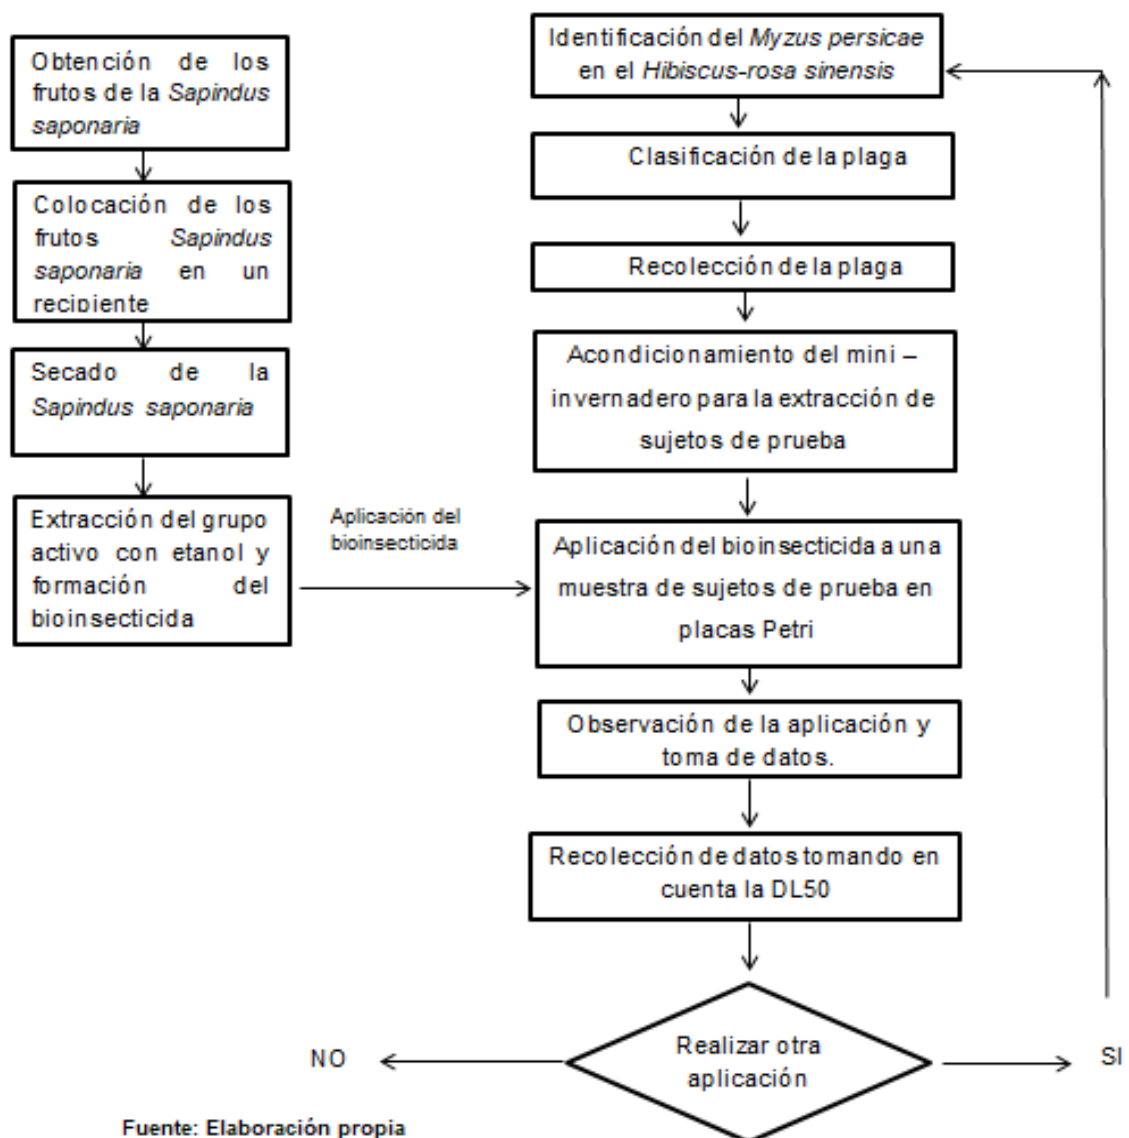 Obtención de los
frutos de la Sapindus
saponaria
Colocación de los
frutos Sapindus
saponaria en un
recipiente
Secado de la
Sapindus saponaria
Extracción del grupo
activo con etanol y
formación del
bioinsecticida
Aplicación del
bioinsecticida
Identificación del Myzus persicae
en el Hibiscus-rosa sinensis
Clasificación de la plaga
Recolección de la plaga
Acondicionamiento del mini –
invernadero para la extracción de
sujetos de prueba
Aplicación del bioinsecticida a una
muestra de sujetos de prueba en
placas Petri
Observación de la aplicación y
toma de datos.
Recolección de datos tomando en
cuenta la DL50
Realizar otra
aplicación
NO
SI
Fuente: Elaboración propia